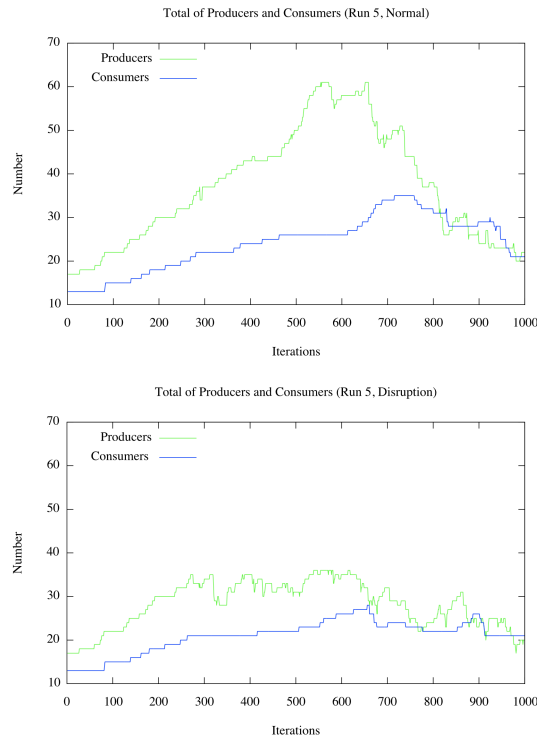 Total of Producers and Consumers (Run 5, Normal)
70
Producers
Consumers
60
50
Number
40
30
20
10
0 100 200 300 400 500 600 700 800 900 1000
Iterations
Total of Producers and Consumers (Run 5, Disruption)
70
Producers
Consumers
60
50
Number
40
30
20
10
0 100 200 300 400 500 600 700 800 900 1000
Iterations